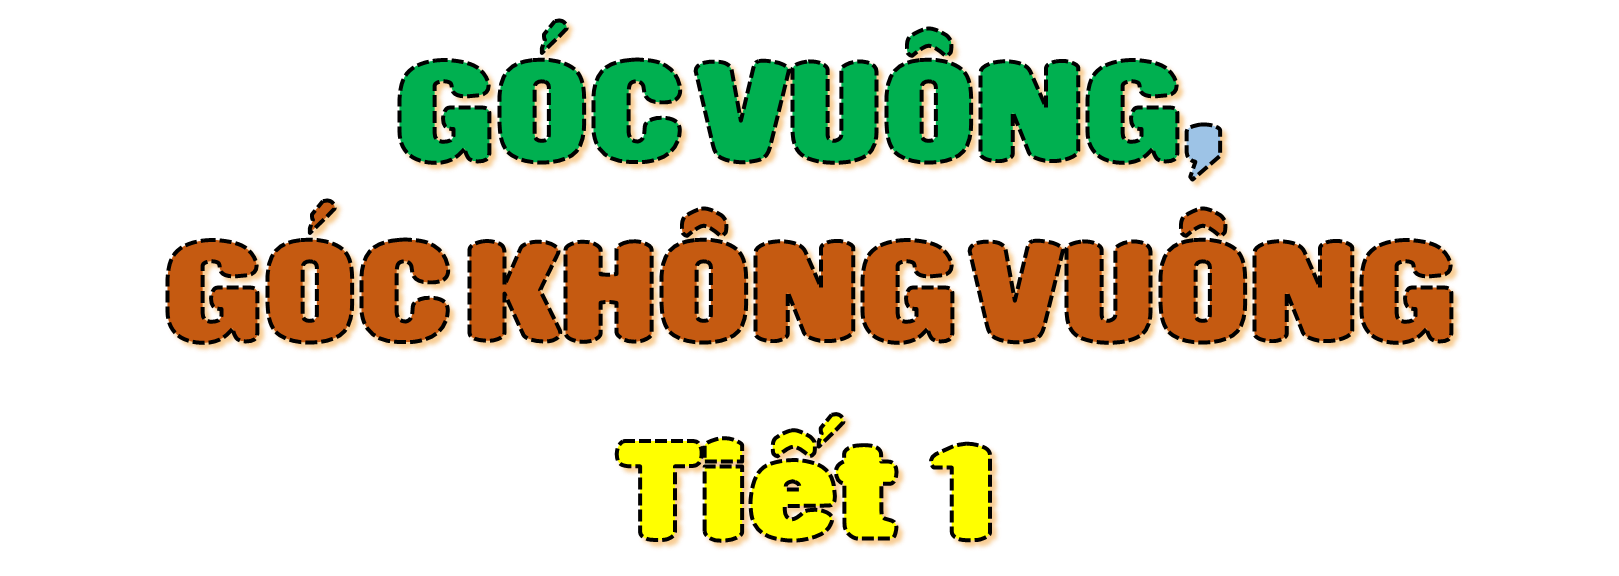 GÓC VUÔNG,
GÓC KHÔNG VUÔNG
Tiết 1